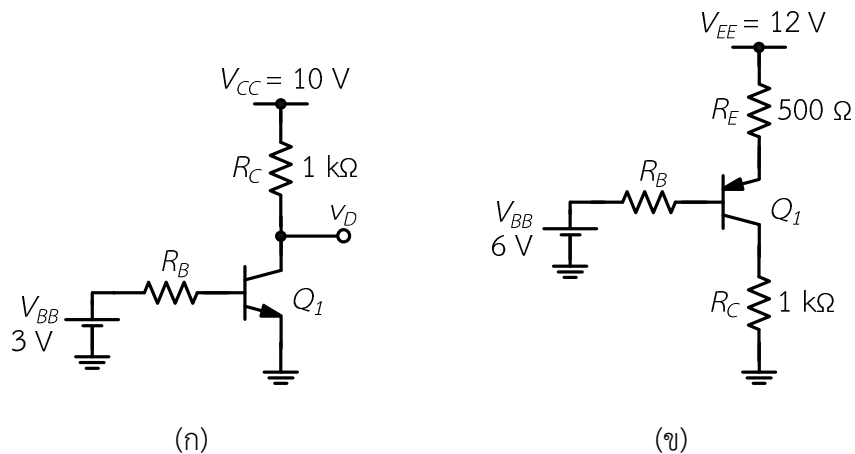 V_CC = 10 V
R_C 1 kΩ
v_D
R_B
Q_1
V_BB
3 V
(ก)
V_EE = 12 V
R_E 500 Ω
R_B
Q_1
V_BB
6 V
R_C 1 kΩ
(ข)